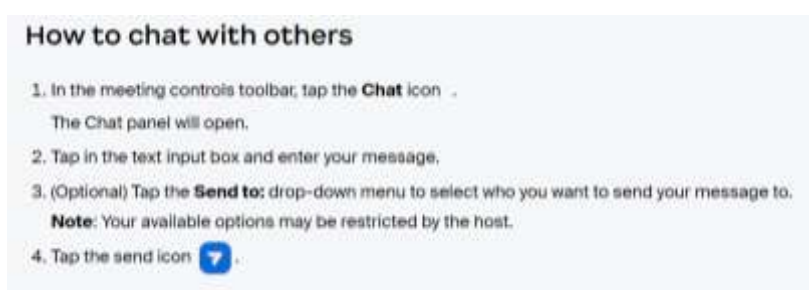 How to chat with others
1. In the meeting controls toolbar, tap the Chat icon .
The Chat panel will open.
2. Tap in the text input box and enter your message.
3. (Optional) Tap the Send to: drop-down menu to select who you want to send your message to.
Note: Your available options may be restricted by the host.
4. Tap the send icon .